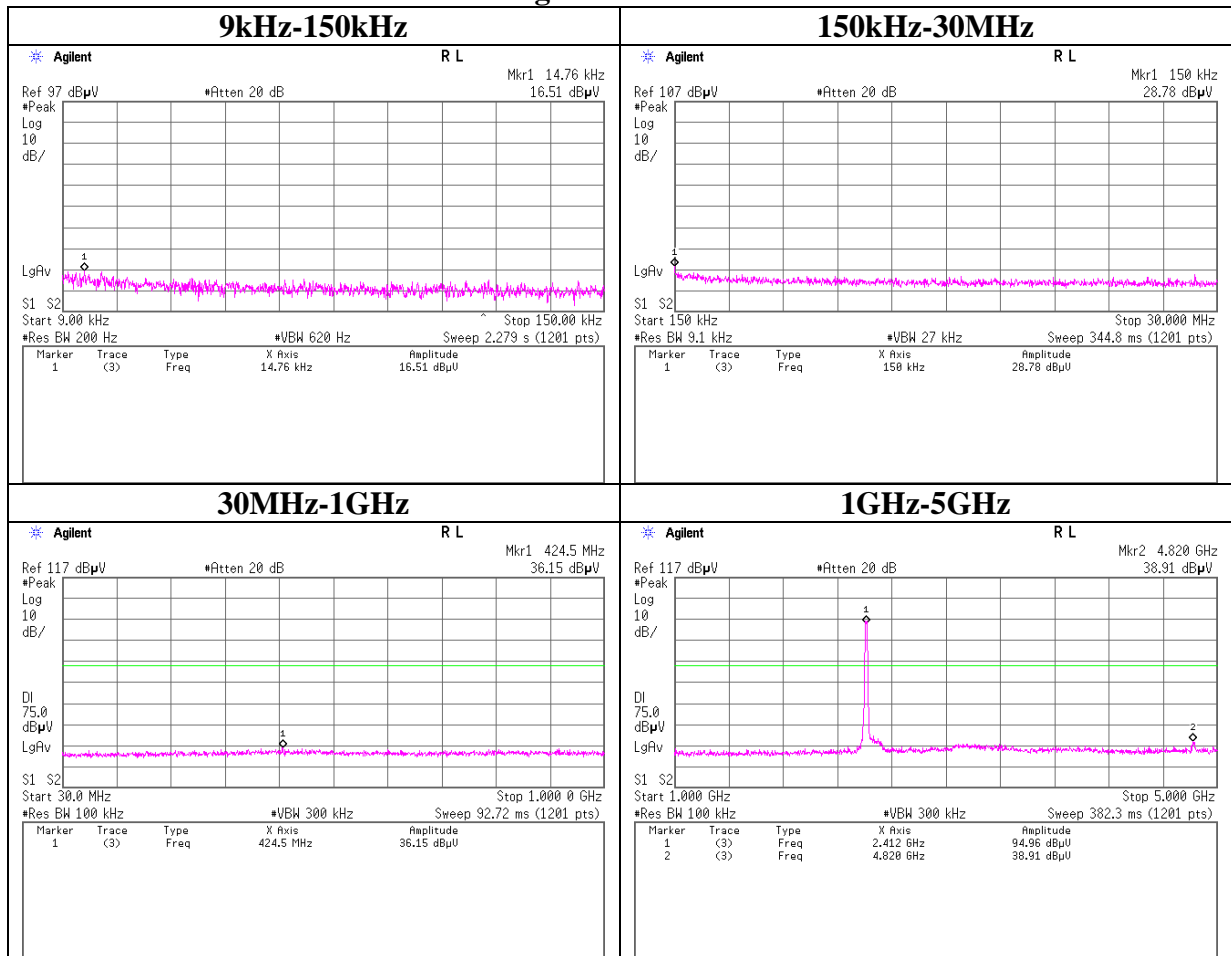 9kHz-150kHz
Agilent
R L
Mkr1 14.76 kHz
Ref 97 dBµV
#Atten 20 dB
16.51 dBµV
#Peak
Log
10
dB/
1
LgAv
S1 S2
Start 9.00 kHz
^ Stop 150.00 kHz
#Res BW 200 Hz
#VBW 620 Hz
Sweep 2.279 s (1201 pts)
Marker Trace Type X Axis Amplitude
1 (3) Freq 14.76 kHz 16.51 dBµV
150kHz-30MHz
Agilent
R L
Mkr1 150 kHz
Ref 107 dBµV
#Atten 20 dB
28.78 dBµV
#Peak
Log
10
dB/
1
LgAv
S1 S2
Start 150 kHz
Stop 30.000 MHz
#Res BW 9.1 kHz
#VBW 27 kHz
Sweep 344.8 ms (1201 pts)
Marker Trace Type X Axis Amplitude
1 (3) Freq 150 kHz 28.78 dBµV
30MHz-1GHz
Agilent
R L
Mkr1 424.5 MHz
Ref 117 dBµV
#Atten 20 dB
36.15 dBµV
#Peak
Log
10
dB/
DI
75.0
dBµV
1
LgAv
S1 S2
Start 30.0 MHz
Stop 1.000 0 GHz
#Res BW 100 kHz
#VBW 300 kHz
Sweep 92.72 ms (1201 pts)
Marker Trace Type X Axis Amplitude
1 (3) Freq 424.5 MHz 36.15 dBµV
1GHz-5GHz
Agilent
R L
Mkr2 4.820 GHz
Ref 117 dBµV
#Atten 20 dB
38.91 dBµV
#Peak
Log
10
dB/
1
DI
75.0
dBµV
2
LgAv
S1 S2
Start 1.000 GHz
Stop 5.000 GHz
#Res BW 100 kHz
#VBW 300 kHz
Sweep 382.3 ms (1201 pts)
Marker Trace Type X Axis Amplitude
1 (3) Freq 2.412 GHz 94.96 dBµV
2 (3) Freq 4.820 GHz 38.91 dBµV